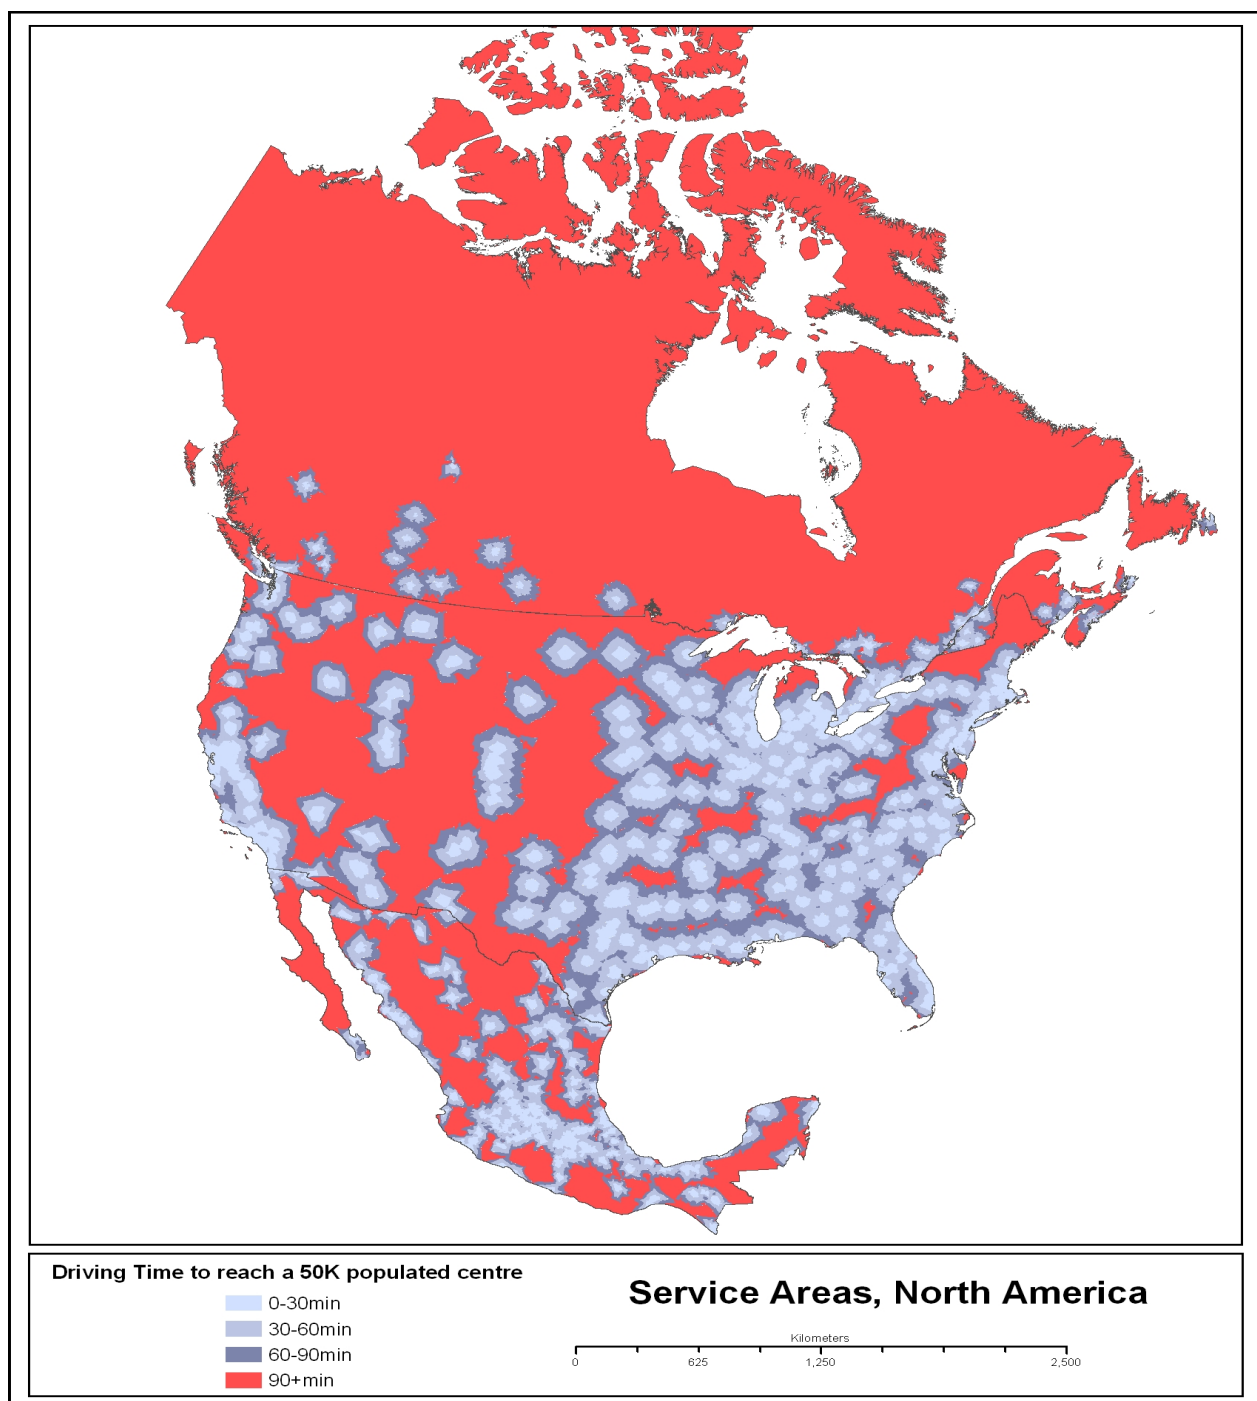 Driving Time to reach a 50K populated centre
0-30min
30-60min
60-90min
90+min
Service Areas, North America
Kilometers
0 625 1,250 2,500